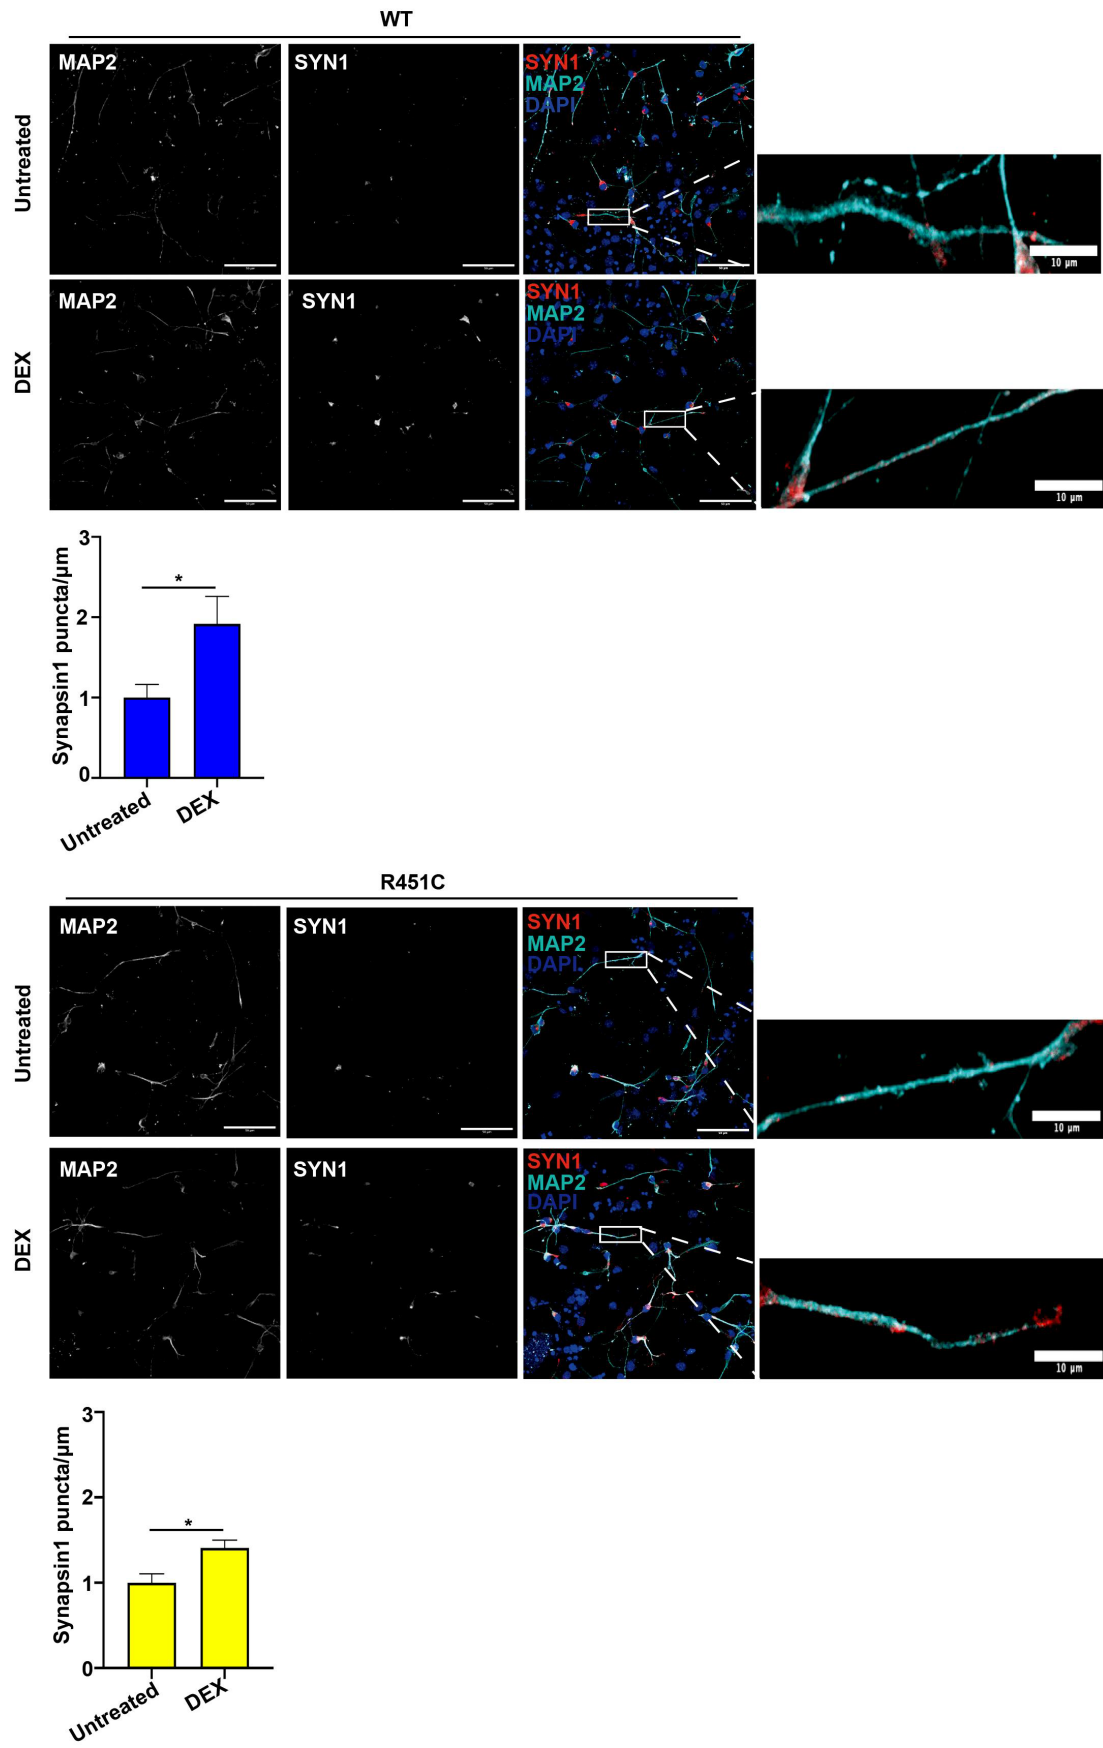 WT
Untreated
MAP2
SYN1
SYN1
MAP2
DAPI
10 µm
DEX
MAP2
SYN1
SYN1
MAP2
DAPI
10 µm
Synapsin1 puncta/µm
3
2
1
0
*
Untreated
DEX
R451C
Untreated
MAP2
SYN1
SYN1
MAP2
DAPI
10 µm
DEX
MAP2
SYN1
SYN1
MAP2
DAPI
10 µm
Synapsin1 puncta/µm
3
2
1
0
*
Untreated
DEX